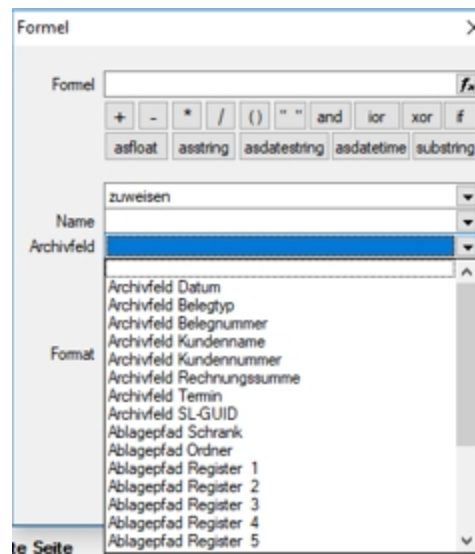 Formel
Formel
+ - * / () " " and ior xor if
asfloat asstring asdatestring asdatetime substring
zuweisen
Name
Archivfeld
Archivfeld Datum
Archivfeld Belegtyp
Archivfeld Belegnummer
Archivfeld Kundenname
Format Archivfeld Kundennummer
Archivfeld Rechnungssumme
Archivfeld Termin
Archivfeld SL-GUID
Ablagepfad Schrank
Ablagepfad Ordner
Ablagepfad Register 1
Ablagepfad Register 2
Ablagepfad Register 3
Ablagepfad Register 4
te Seite Ablagepfad Register 5